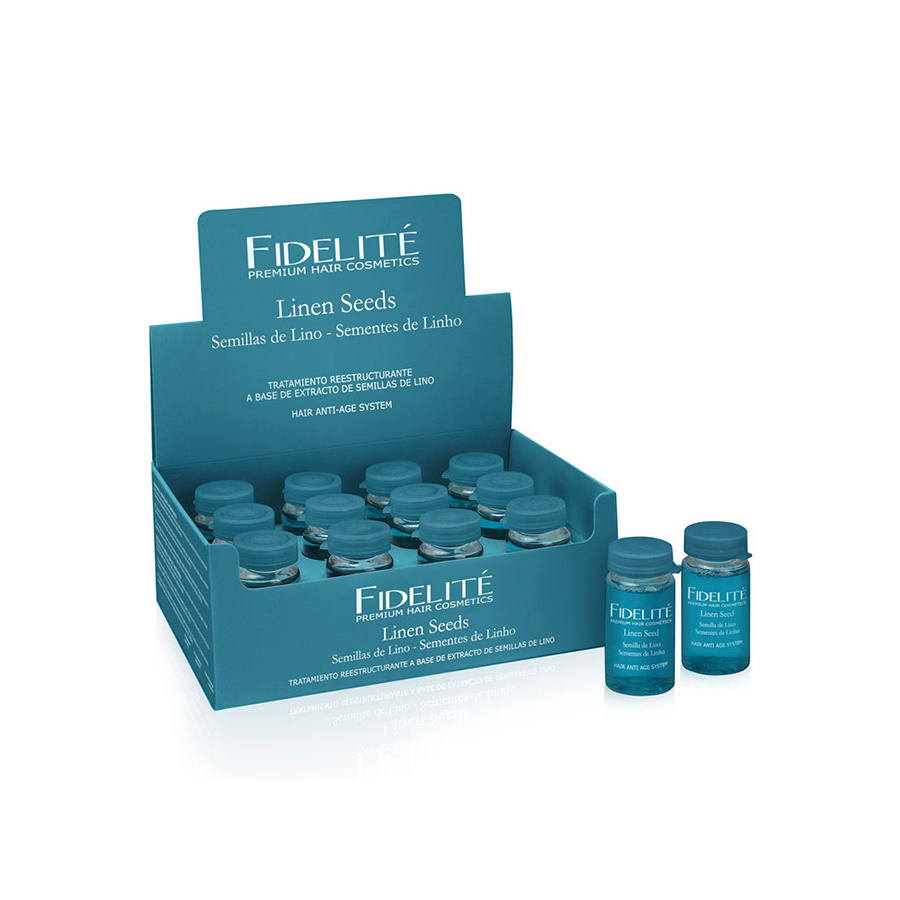 FIDELITÉ
PREMIUM HAIR COSMETICS
Linen Seeds
Semillas de Lino - Sementes de Linho
TRATAMIENTO REESTRUCTURANTE
A BASE DE EXTRACTO DE SEMILLAS DE LINO
HAIR ANTI-AGE SYSTEM
FIDELITÉ
PREMIUM HAIR COSMETICS
Linen Seeds
Semillas de Lino - Sementes de Linho
TRATAMIENTO REESTRUCTURANTE A BASE DE EXTRACTO DE SEMILLAS DE LINO
FIDELITÉ
PREMIUM HAIR COSMETICS
Linen Seed
Semilla de Lino
Sementes de Linho
HAIR ANTI AGE SYSTEM
FIDELITÉ
PREMIUM HAIR COSMETICS
Linen Seed
Semilla de Lino
Sementes de Linho
HAIR ANTI AGE SYSTEM